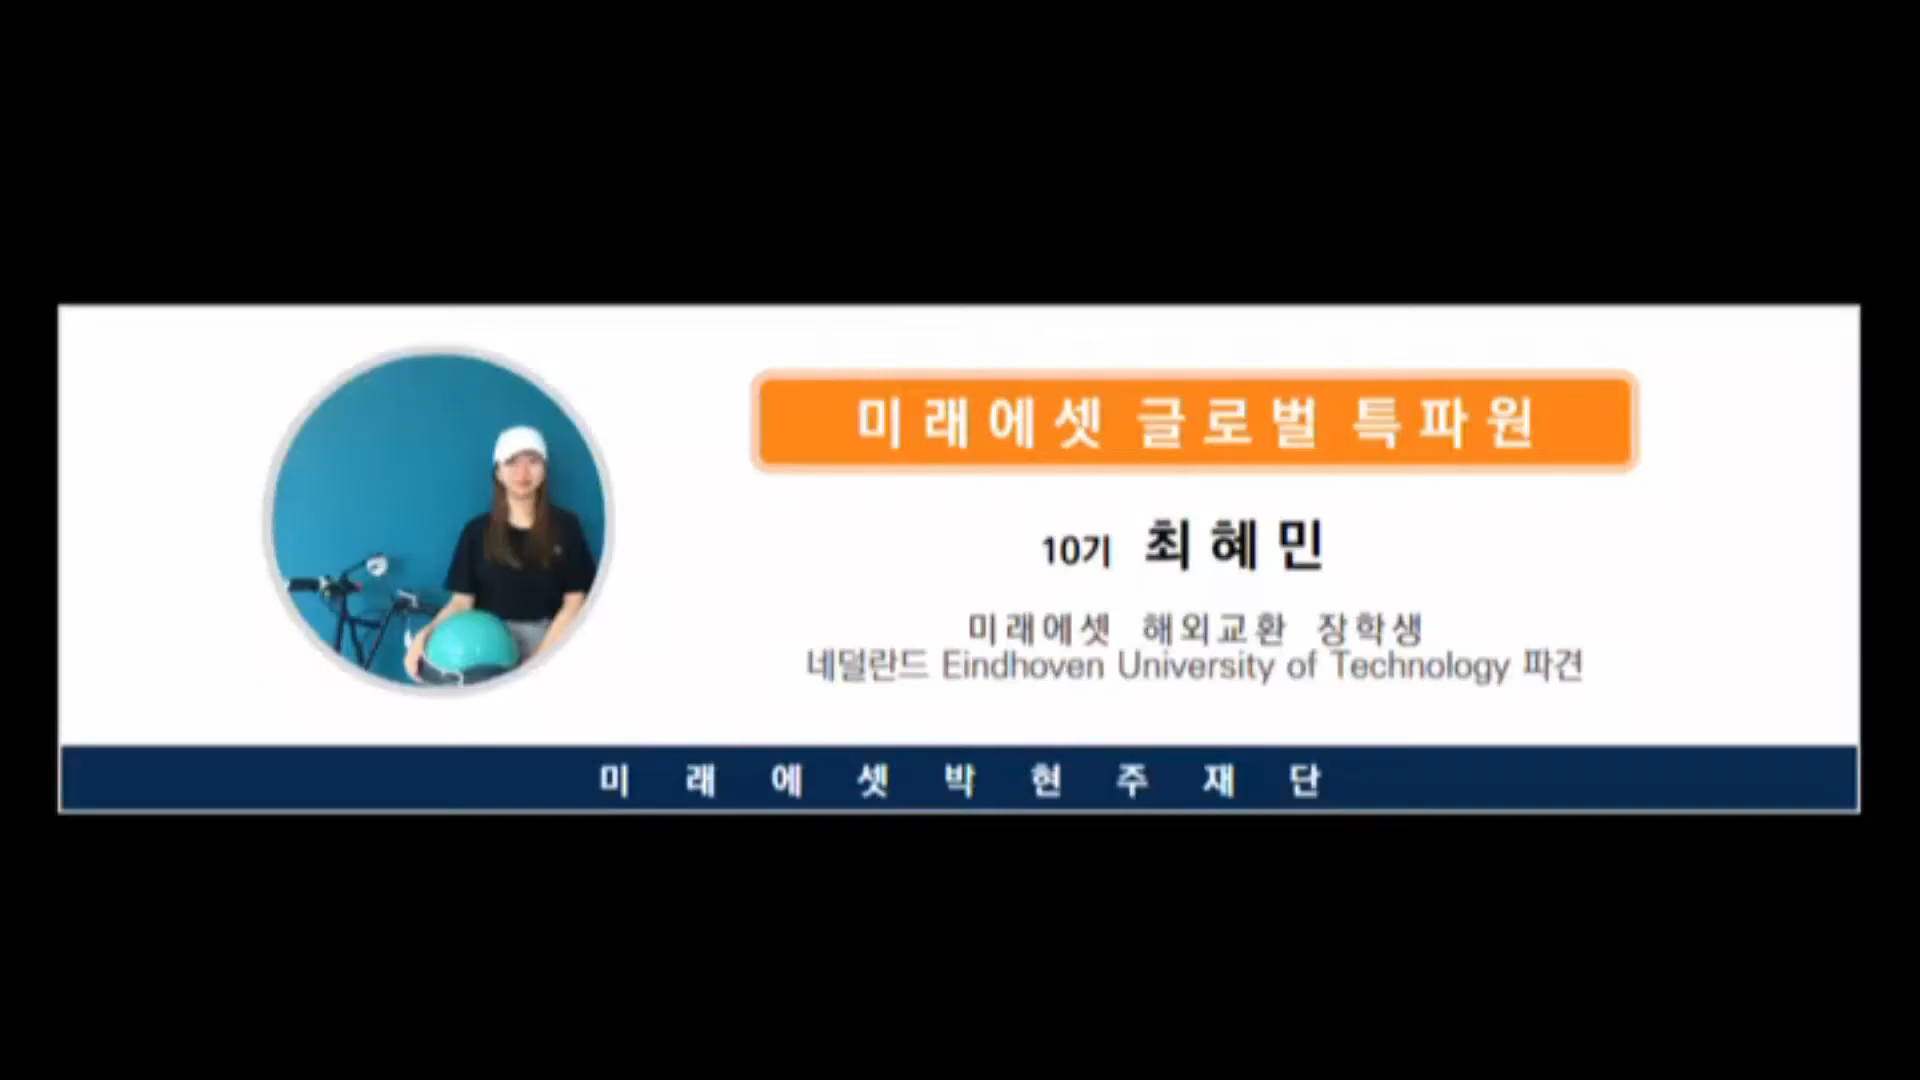 미래에셋 글로벌 특파원
10기 최혜민
미래에셋 해외교환 장학생
네덜란드 Eindhoven University of Technology 파견
미래에셋박현주재단